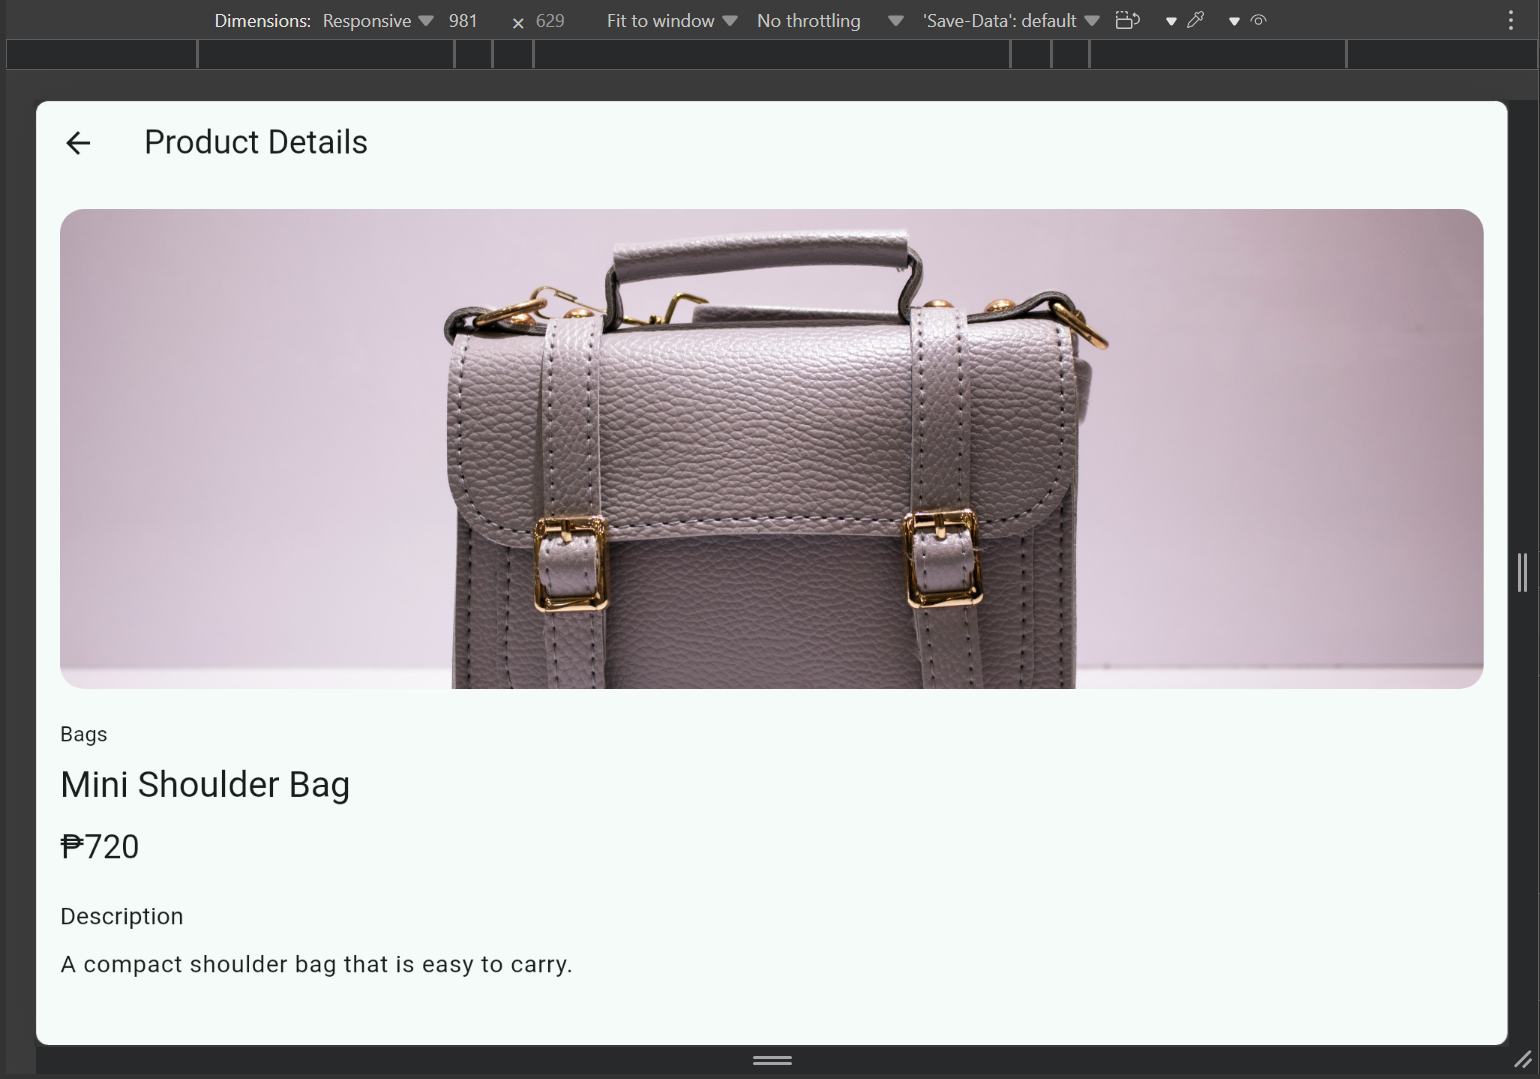 Dimensions: Responsive 981 × 629 Fit to window No throttling 'Save-Data': default
Product Details
Bags
Mini Shoulder Bag
₱720
Description
A compact shoulder bag that is easy to carry.